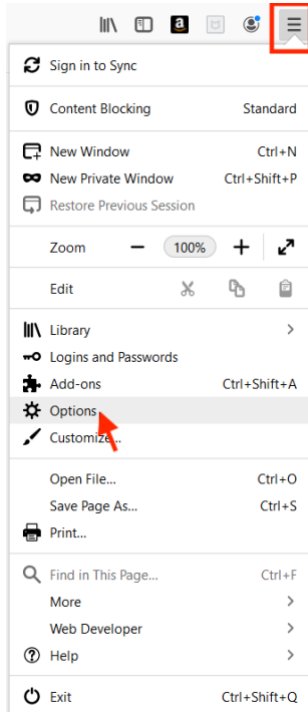 a
Sign in to Sync
Content Blocking Standard
New Window Ctrl+N
New Private Window Ctrl+Shift+P
Restore Previous Session
Zoom 100%
Edit
Library
Logins and Passwords
Add-ons Ctrl+Shift+A
Options
Customize...
Open File... Ctrl+O
Save Page As... Ctrl+S
Print...
Find in This Page... Ctrl+F
More
Web Developer
Help
Exit Ctrl+Shift+Q